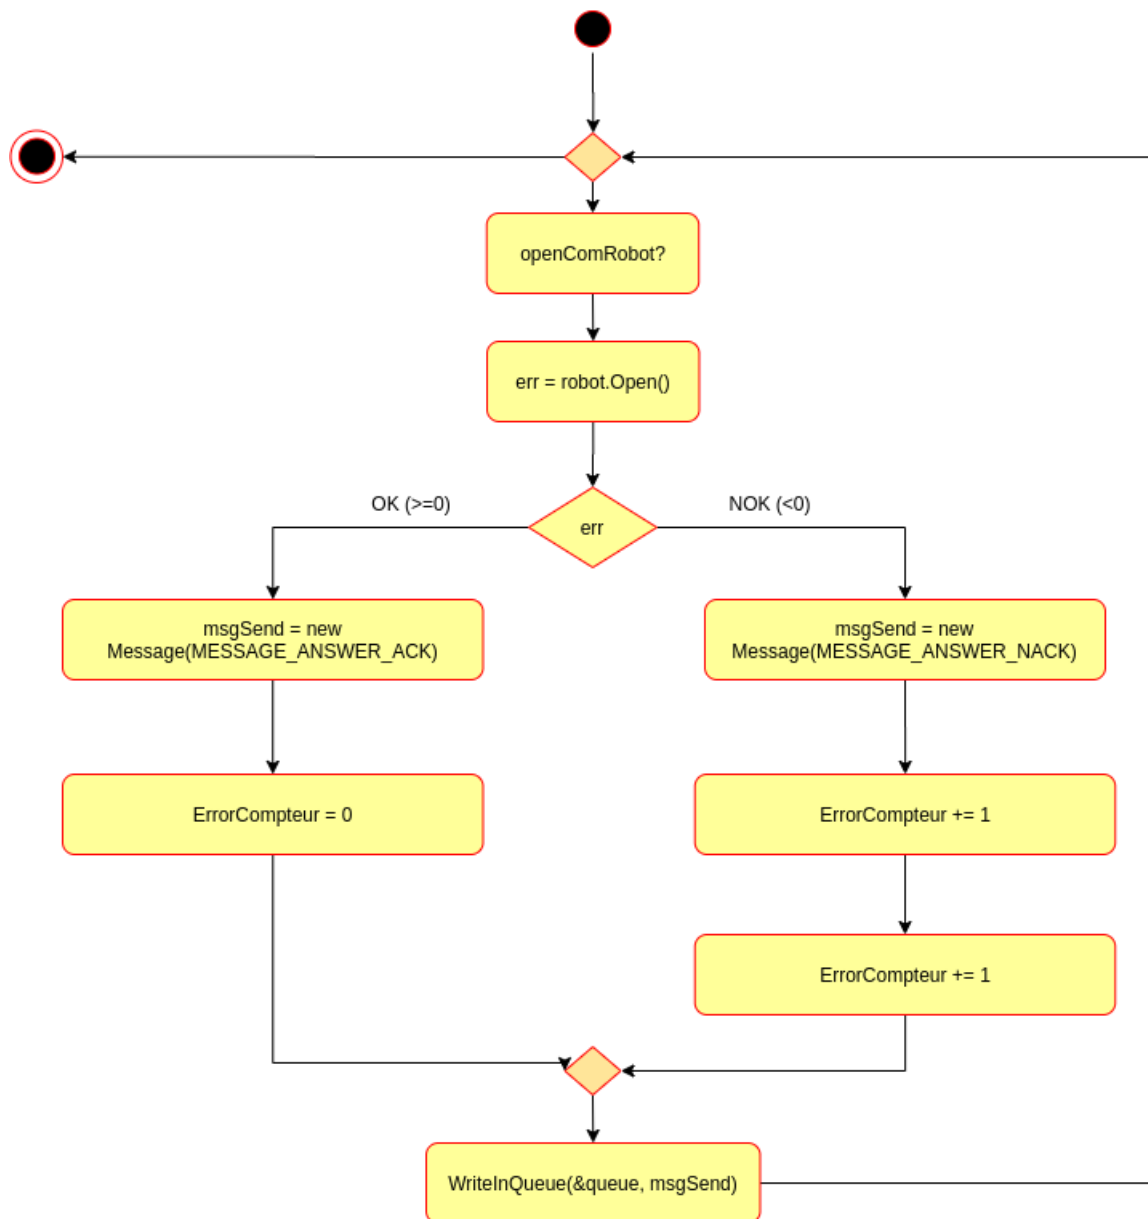 openComRobot?
err = robot.Open()
OK (>=0)
NOK (<0)
err
msgSend = new
Message(MESSAGE_ANSWER_ACK)
msgSend = new
Message(MESSAGE_ANSWER_NACK)
ErrorCompteur = 0
ErrorCompteur += 1
ErrorCompteur += 1
WriteInQueue(&queue, msgSend)